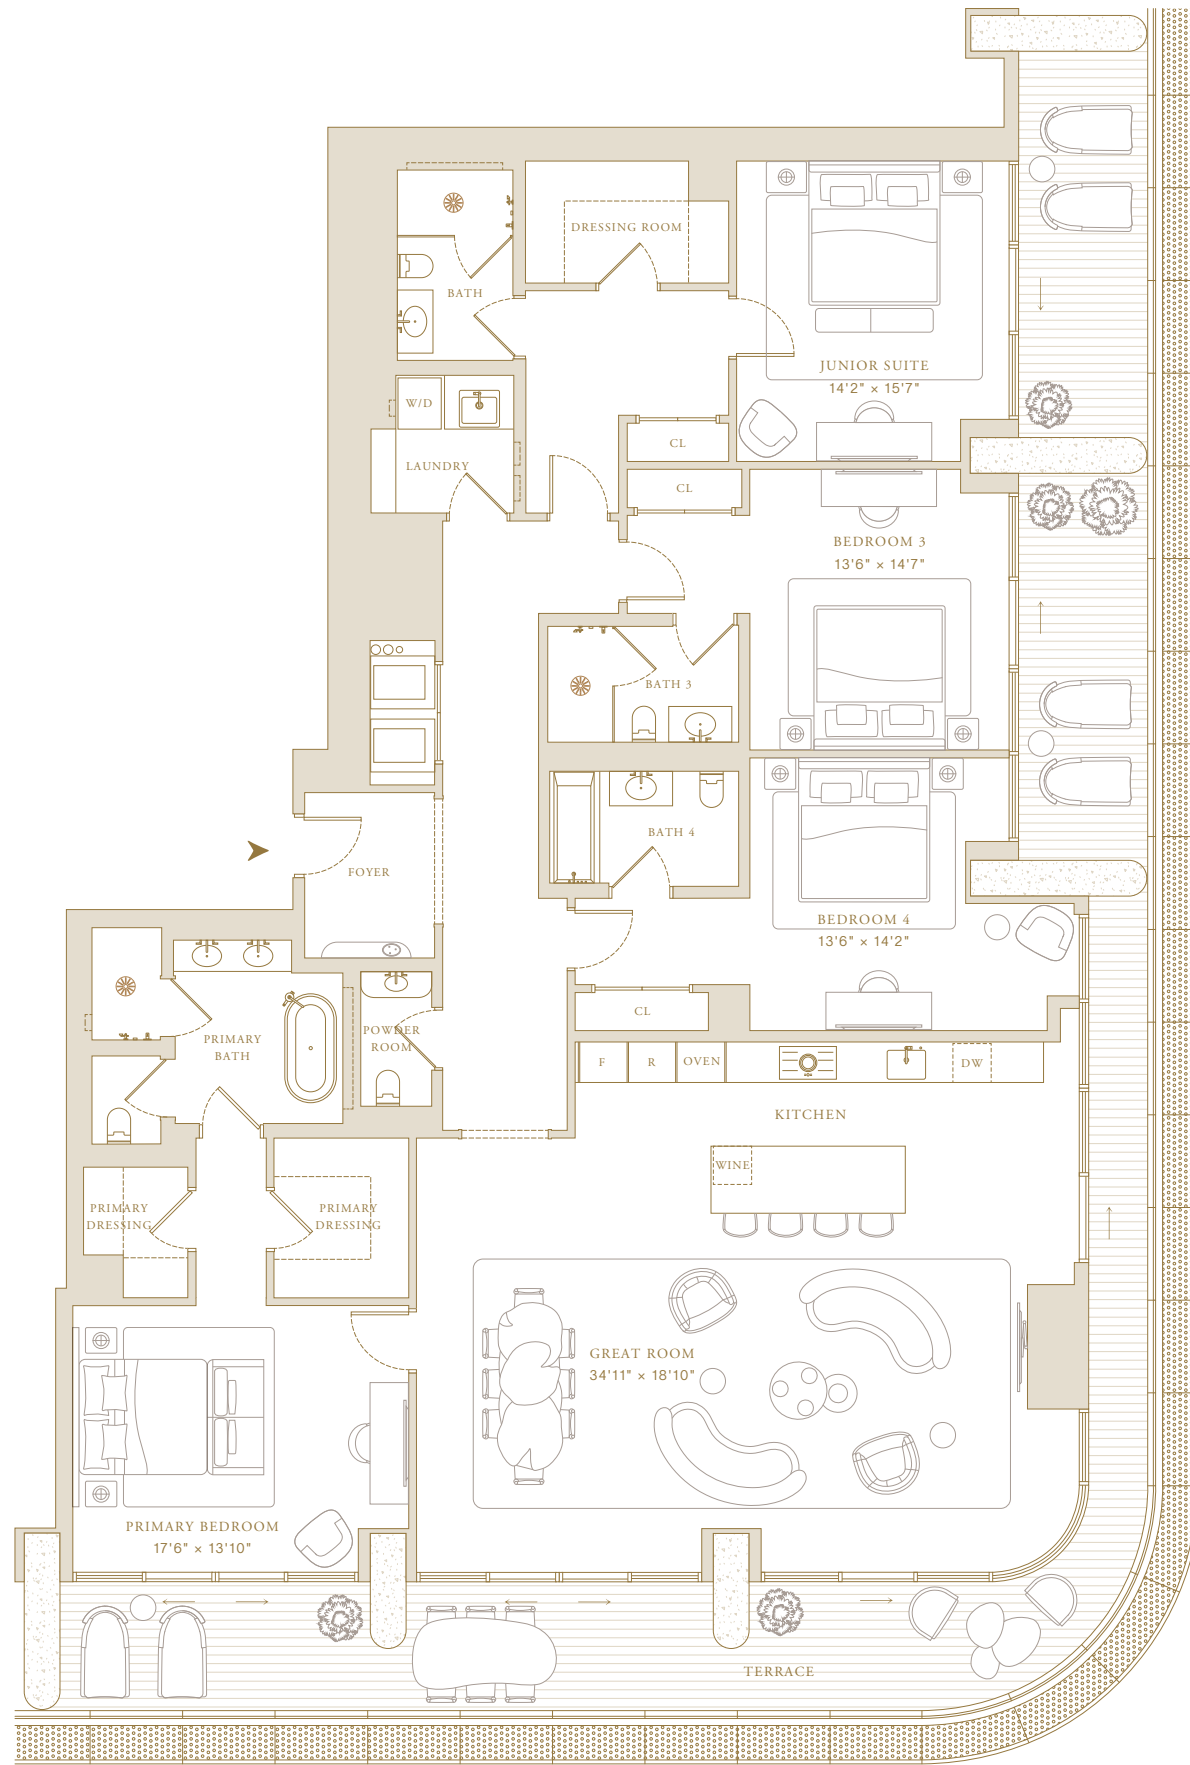 DRESSING ROOM
BATH
JUNIOR SUITE
14'2" × 15'7"
W/D
CL
LAUNDRY
CL
BEDROOM 3
13'6" × 14'7"
BATH 3
BATH 4
FOYER
BEDROOM 4
13'6" × 14'2"
CL
POWDER
ROOM
PRIMARY
BATH
F
R
OVEN
DW
KITCHEN
WINE
PRIMARY
DRESSING
PRIMARY
DRESSING
GREAT ROOM
34'11" × 18'10"
PRIMARY BEDROOM
17'6" × 13'10"
TERRACE